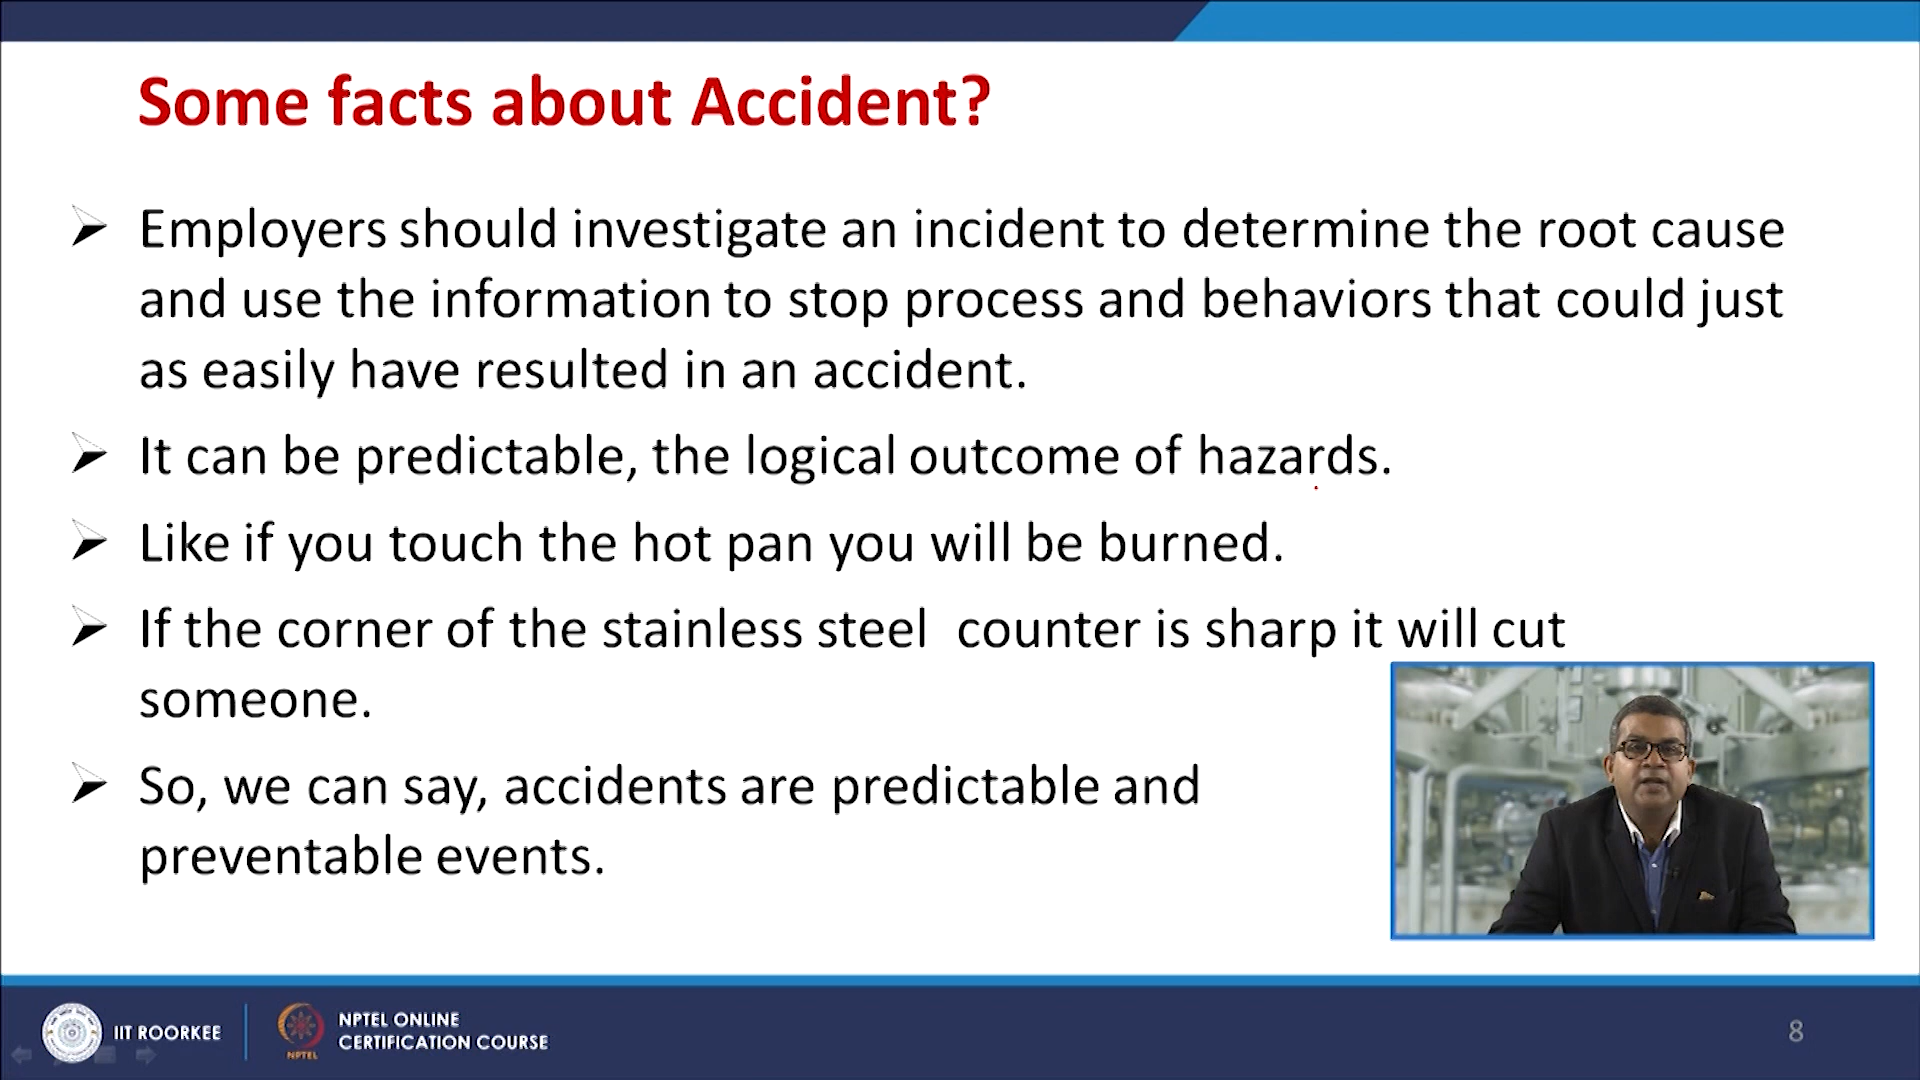 Some facts about Accident?
Employers should investigate an incident to determine the root cause
and use the information to stop process and behaviors that could just
as easily have resulted in an accident.
It can be predictable, the logical outcome of hazards.
Like if you touch the hot pan you will be burned.
If the corner of the stainless steel  counter is sharp it will cut
someone.
So, we can say, accidents are predictable and
preventable events.
IIT ROORKEE
NPTEL
NPTEL ONLINE
CERTIFICATION COURSE
8